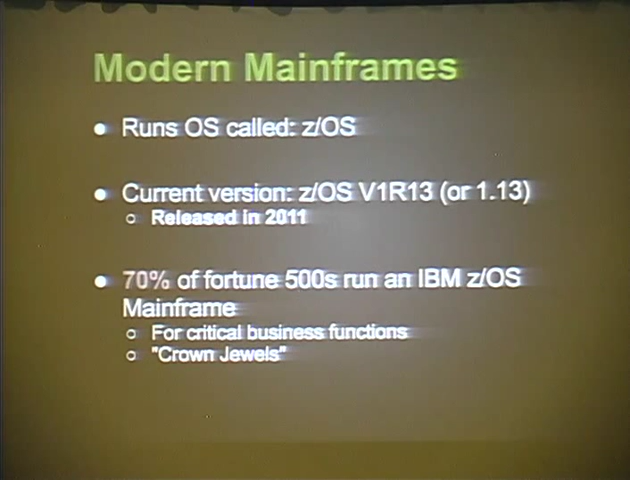 Modern Mainframes
● Runs OS called: z/OS
● Current version: z/OS V1R13 (or 1.13)
○ Released in 2011
● 70% of fortune 500s run an IBM z/OS
Mainframe
○ For critical business functions
○ "Crown Jewels"